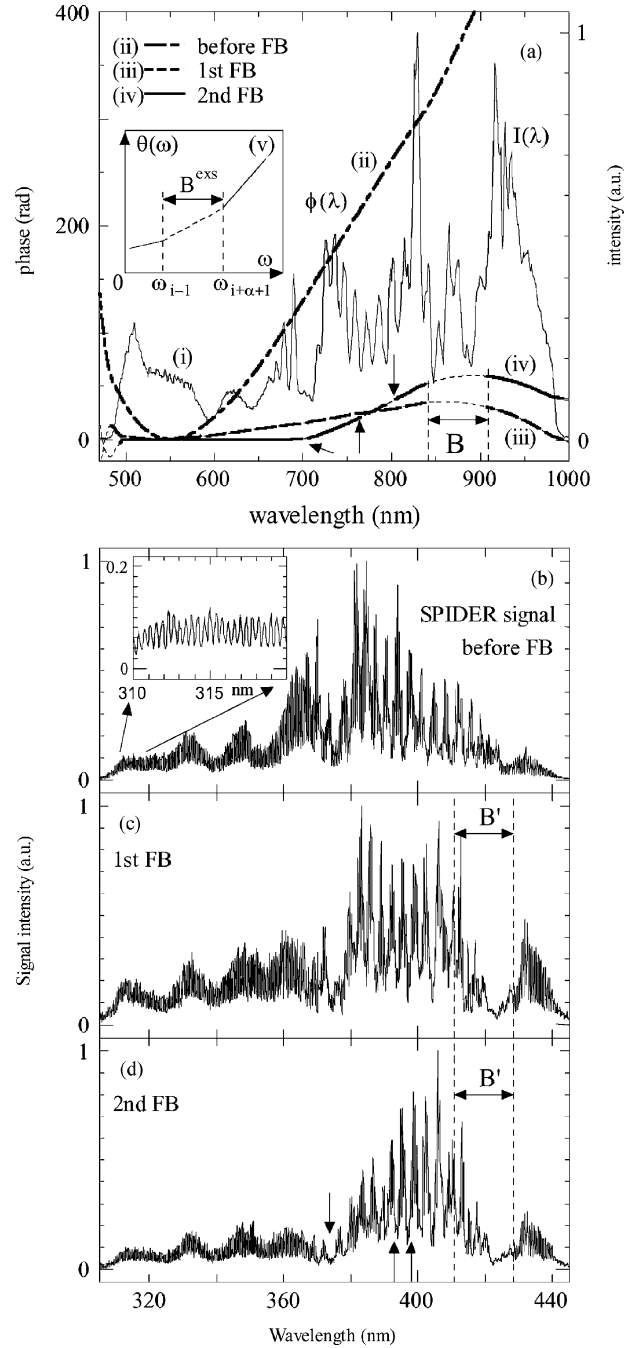 400
(ii) before FB
(iii) 1st FB
(iv) 2nd FB
(a)
1
θ(ω)
(v)
B^exs
0
ω_i−1
ω_i+α+1
ω
(ii)
I(λ)
ϕ(λ)
300
200
100
0
phase (rad)
intensity (a.u.)
(i)
(iv)
B
(iii)
0
500 600 700 800 900 1000
wavelength (nm)
1
0.2
0
310 315 nm
(b)
SPIDER signal
before FB
0
1
(c)
1st FB
B'
0
1
(d)
2nd FB
B'
0
Signal intensity (a.u.)
320 360 400 440
Wavelength (nm)